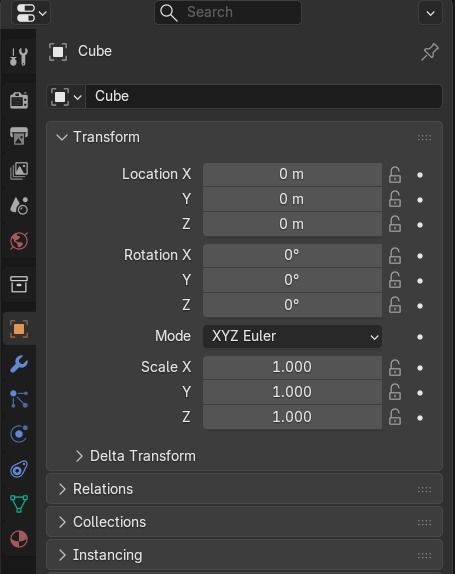 Search
Cube
Cube
Transform
Location X 0 m
Y 0 m
Z 0 m
Rotation X 0°
Y 0°
Z 0°
Mode XYZ Euler
Scale X 1.000
Y 1.000
Z 1.000
Delta Transform
Relations
Collections
Instancing